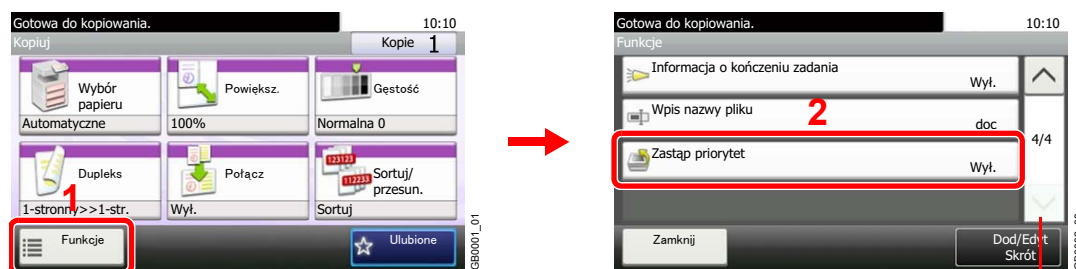 Gotowa do kopiowania. 10:10
Kopiuj Kopie 1
Wybór papieru
Automatyczne
Powiększ.
100%
Gęstość
Normalna 0
Dupleks
1-stronny>>1-str.
Połącz
Wył.
123123
112233
Sortuj/
przesun.
Sortuj
1
Funkcje
Ulubione
GB0001_01
Gotowa do kopiowania. 10:10
Funkcje
Informacja o kończeniu zadania
Wył.
Wpis nazwy pliku
doc
2
Zastąp priorytet
Wył.
4/4
Zamknij
Dod/Edyt
Skrót